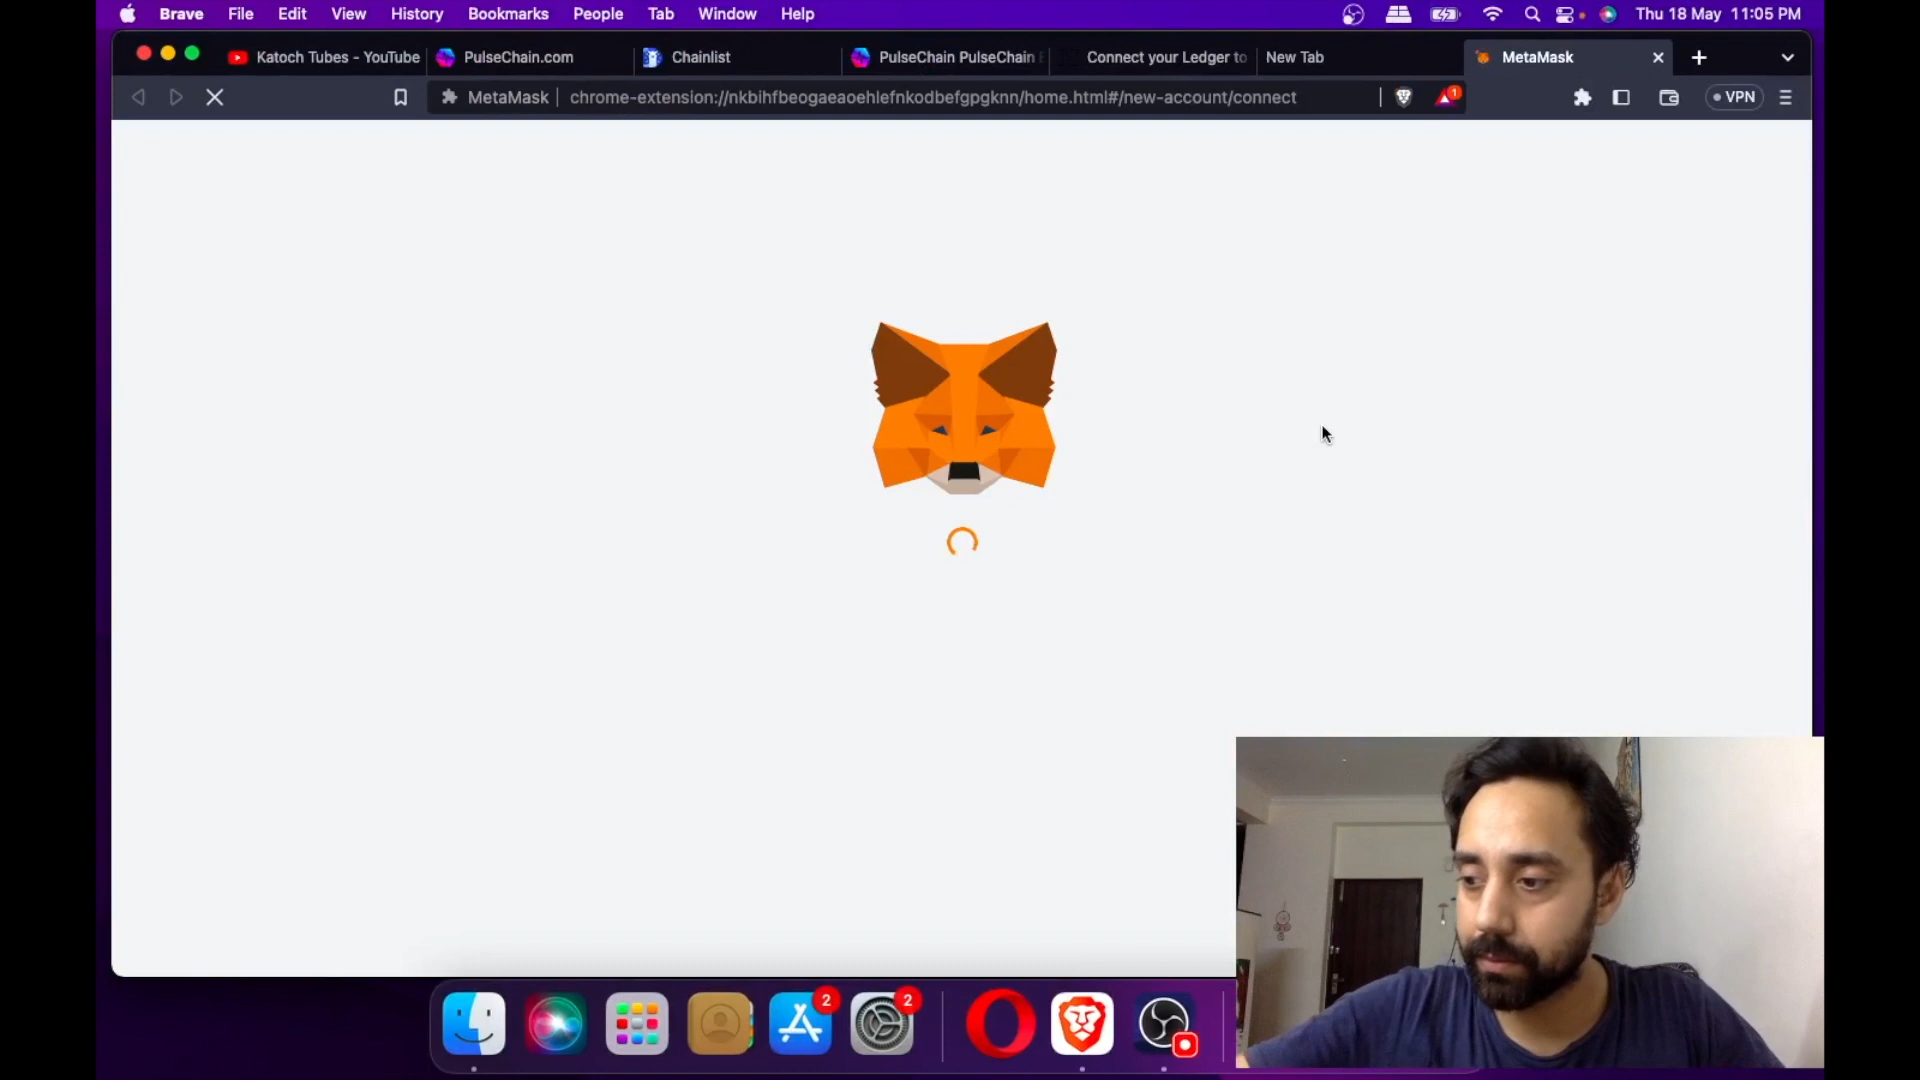 Brave File Edit View History Bookmarks People Tab Window Help Thu 18 May 11:05 PM
Katoch Tubes - YouTube PulseChain.com Chainlist PulseChain PulseChain Connect your Ledger to New Tab MetaMask
MetaMask chrome-extension://nkbihfbeogaeaoehlefnkodbefgpgknn/home.html#/new-account/connect 1 VPN
2 2